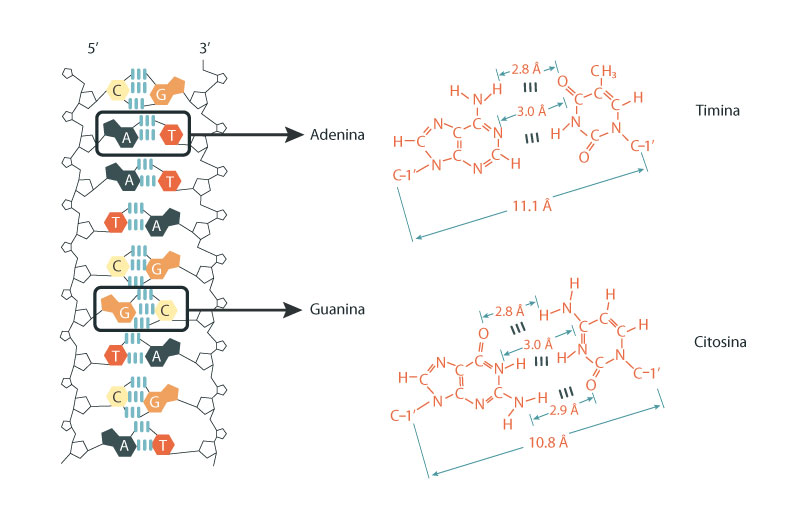 5′ 3′
C G
A T
A T
T A
C G
G C
T A
C G
A T
Adenina
Guanina
2.8 Å
H H
N
3.0 Å
O CH₃
C C
H N C C N C H
H C C C N H N C N
N N C H O C–1′
C–1′
11.1 Å
Timina
2.8 Å
H H
H N C C H
O 3.0 Å C
H N C C N H H N C N
C C C O C–1′
N N N H
C–1′ H
2.9 Å
10.8 Å
Citosina